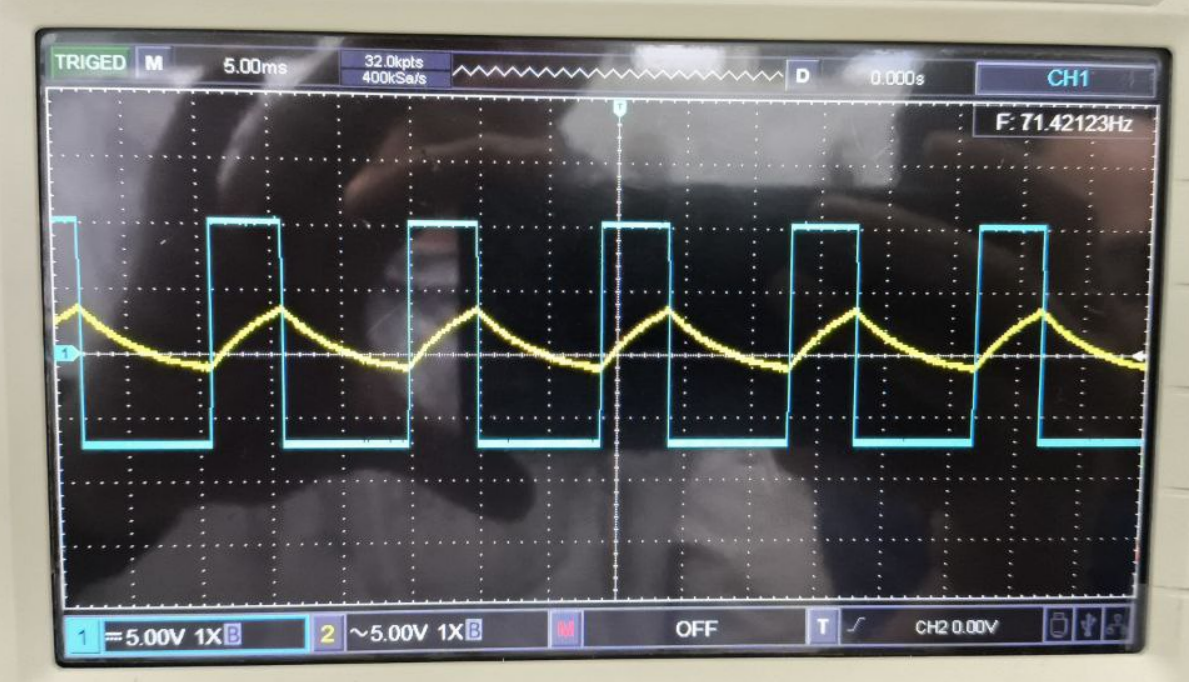 TRIGED M 5.00ms 32.0kpts D 0.000s CH1
400kSa/s
T
F: 71.42123Hz
1
1 5.00V 1X B 2 ~5.00V 1X B M OFF T CH2 0.00V